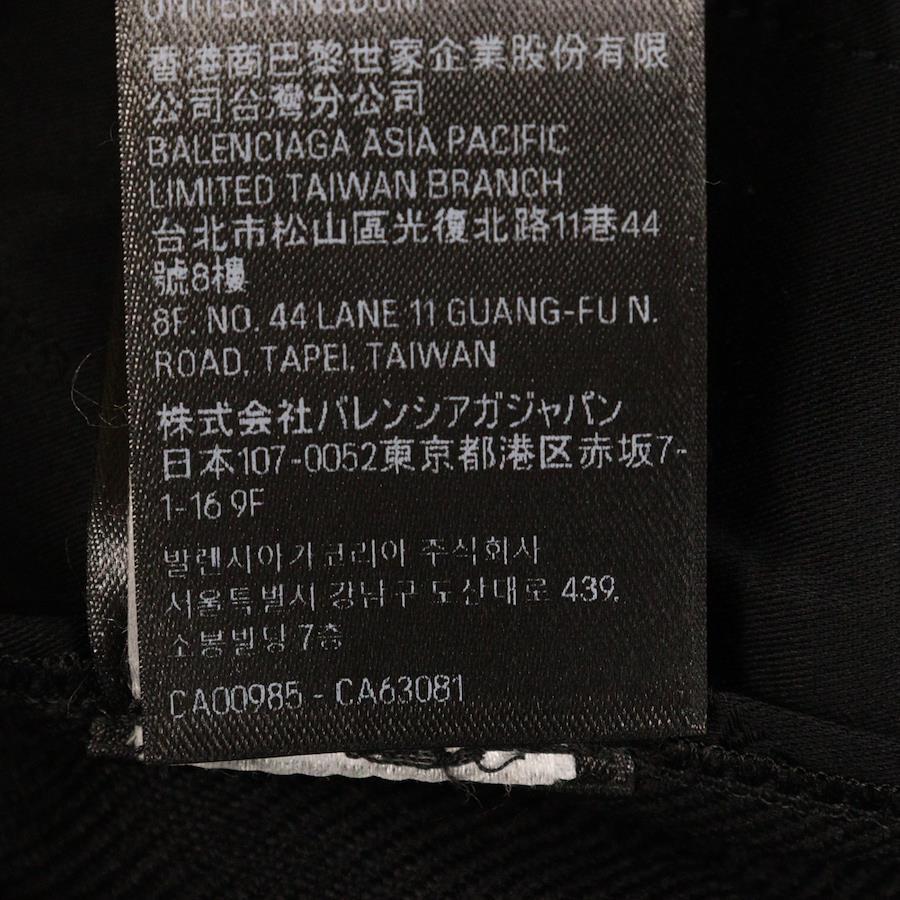 UNITED KINGDOM
香港商巴黎世家企業股份有限
公司台灣分公司
BALENCIAGA ASIA PACIFIC
LIMITED TAIWAN BRANCH
台北市松山區光復北路11巷44
號8樓
8F. NO. 44 LANE 11 GUANG-FU N.
ROAD, TAPEI, TAIWAN
株式会社バレンシアガジャパン
日本107-0052東京都港区赤坂7-
1-16 9F
발렌시아가코리아 주식회사
서울특별시 강남구 도산대로 439,
소봉빌딩 7층
CA00985 - CA63081